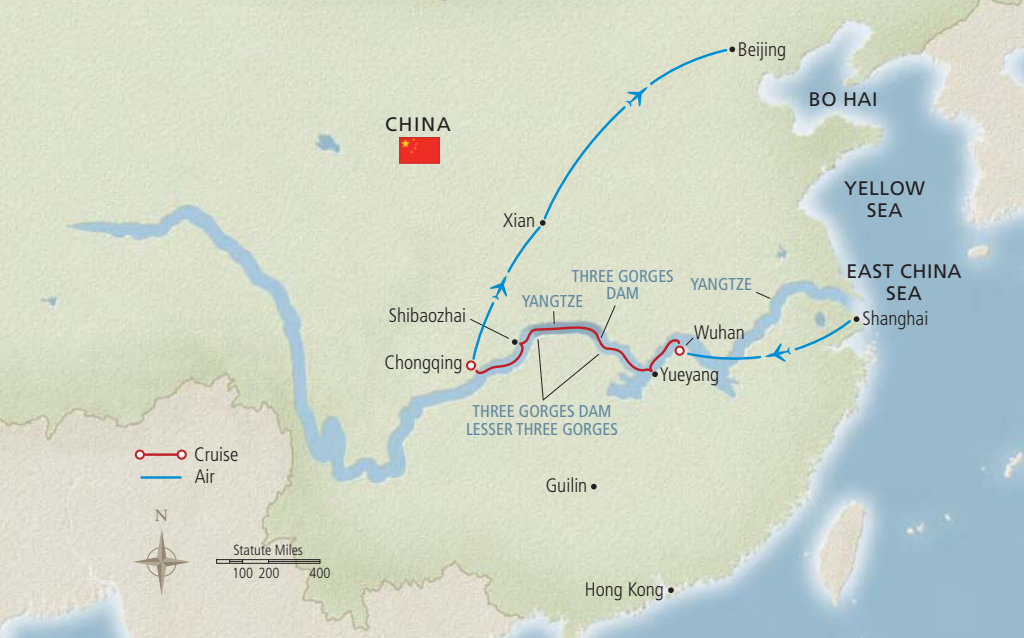 Beijing
BO HAI
CHINA
YELLOW
SEA
Xian
EAST CHINA
SEA
THREE GORGES
DAM
YANGTZE
YANGTZE
Shibaozhai
Shanghai
Wuhan
Chongqing
Yueyang
THREE GORGES DAM
LESSER THREE GORGES
Cruise
Air
Guilin
N
Statute Miles
100 200 400
Hong Kong